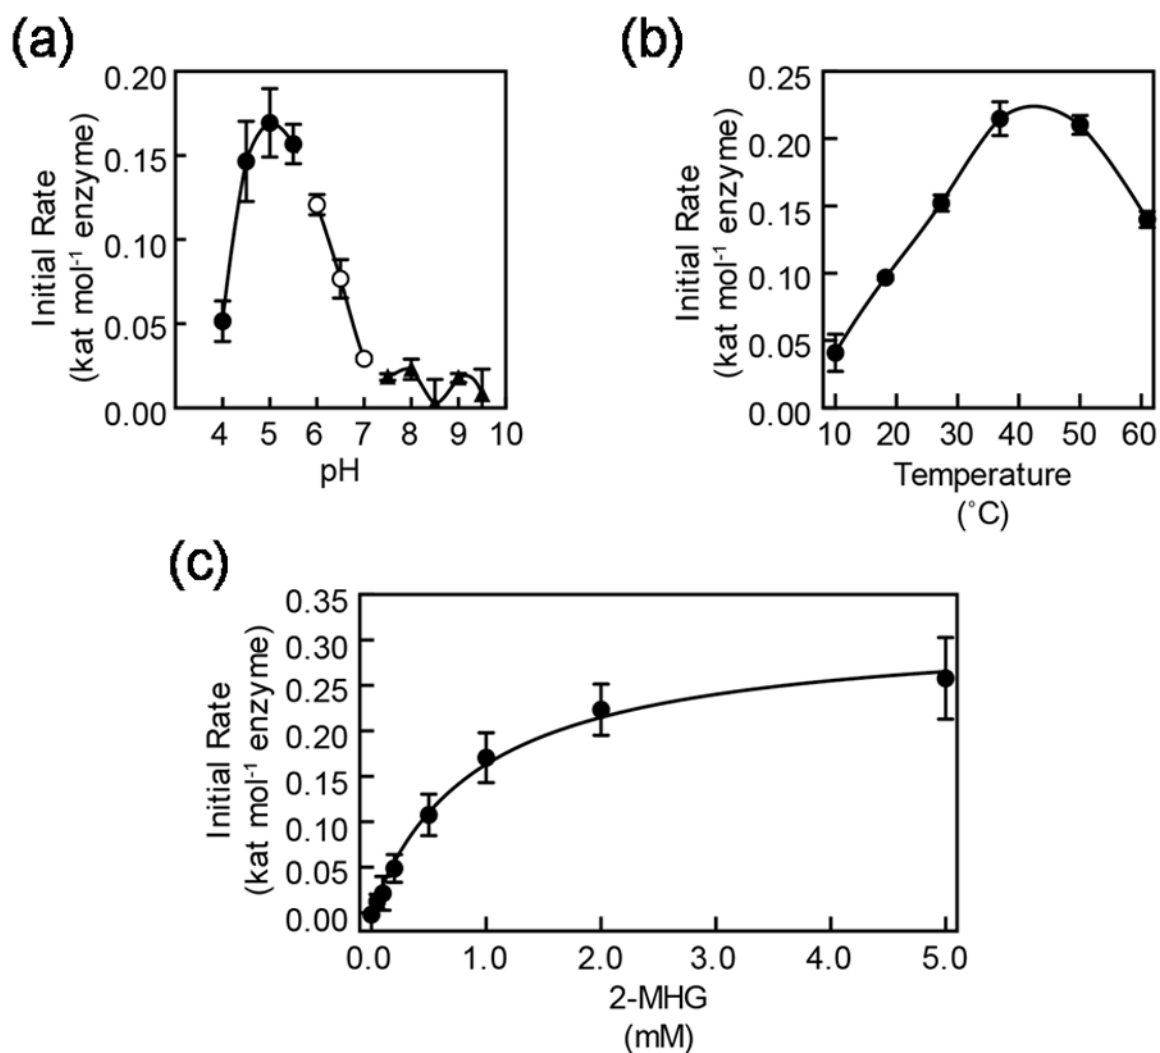 (a)
Initial Rate
(kat mol⁻¹ enzyme)
0.20
0.15
0.10
0.05
0.00
4 5 6 7 8 9 10
pH
(b)
Initial Rate
(kat mol⁻¹ enzyme)
0.25
0.20
0.15
0.10
0.05
0.00
10 20 30 40 50 60
Temperature
(°C)
(c)
Initial Rate
(kat mol⁻¹ enzyme)
0.35
0.30
0.25
0.20
0.15
0.10
0.05
0.00
0.0 1.0 2.0 3.0 4.0 5.0
2-MHG
(mM)